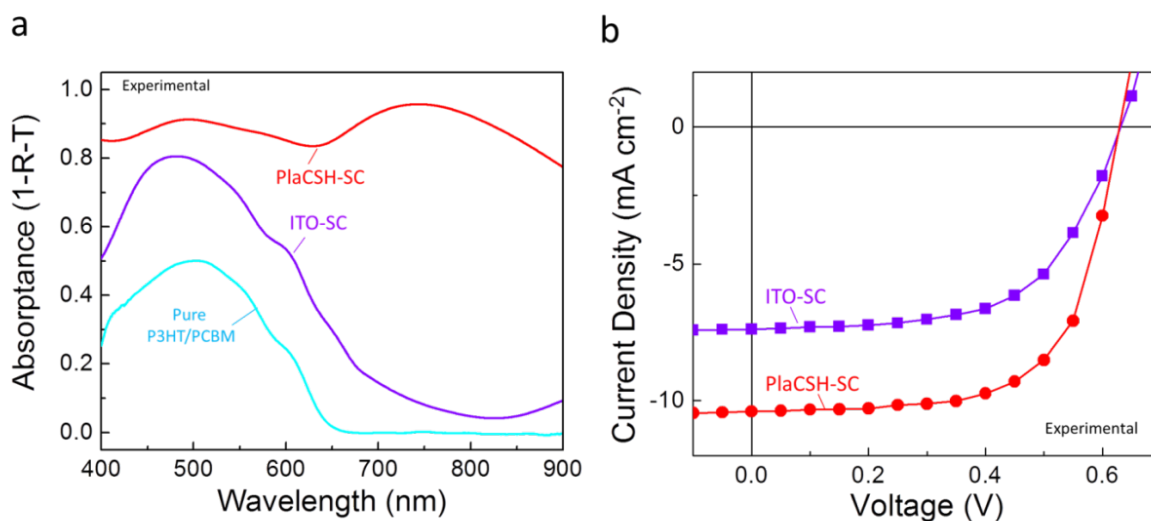 a
Experimental
PlaCSH-SC
ITO-SC
Pure
P3HT/PCBM
Absorptance (1-R-T)
1.0
0.8
0.6
0.4
0.2
0.0
400 500 600 700 800 900
Wavelength (nm)
b
Current Density (mA cm-2)
0
-5
-10
ITO-SC
PlaCSH-SC
Experimental
0.0 0.2 0.4 0.6
Voltage (V)